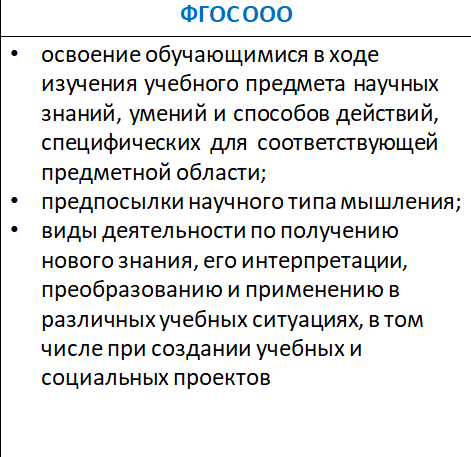 ФГОС ООО
• освоение обучающимися в ходе
изучения учебного предмета научных
знаний, умений и способов действий,
специфических для соответствующей
предметной области;
• предпосылки научного типа мышления;
• виды деятельности по получению
нового знания, его интерпретации,
преобразованию и применению в
различных учебных ситуациях, в том
числе при создании учебных и
социальных проектов